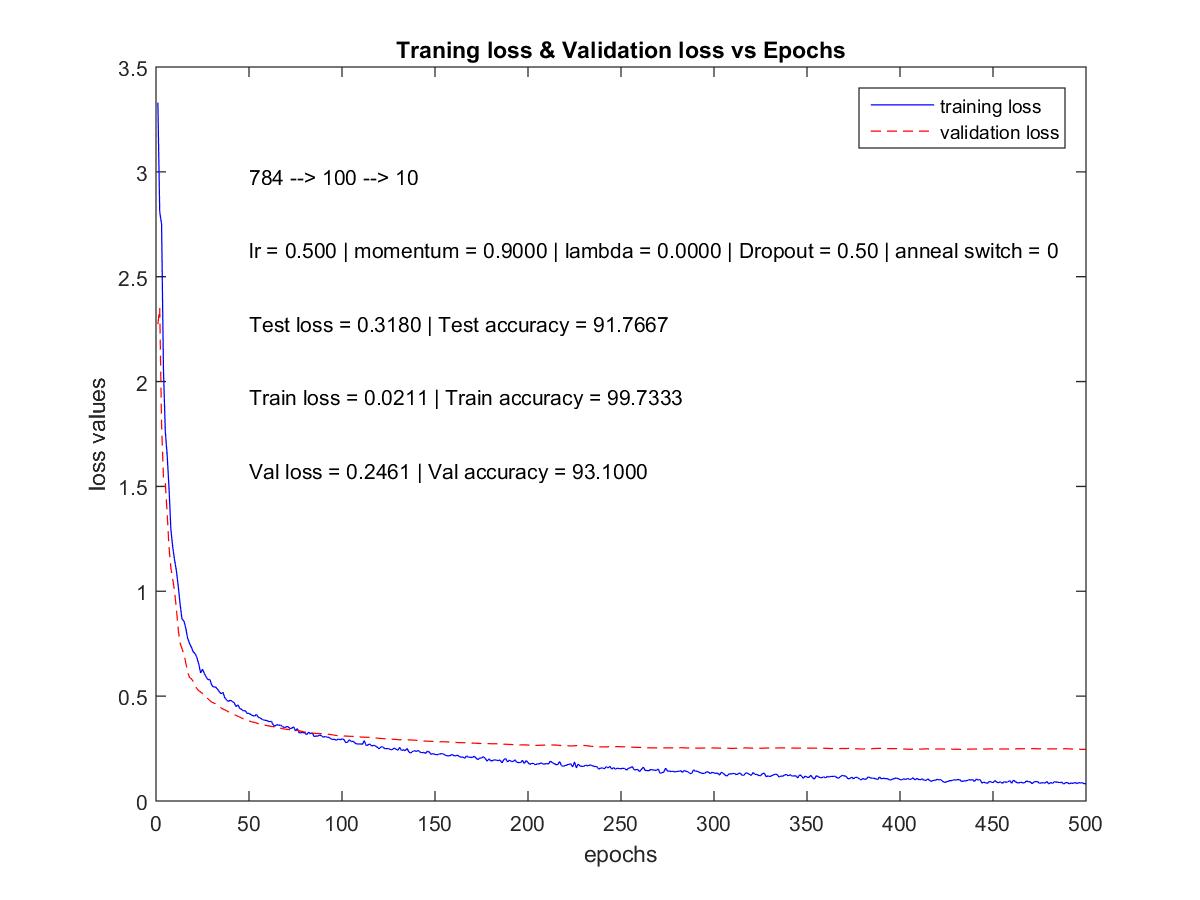 Traning loss & Validation loss vs Epochs
3.5
training loss
validation loss
3
784 --> 100 --> 10
lr = 0.500 | momentum = 0.9000 | lambda = 0.0000 | Dropout = 0.50 | anneal switch = 0
2.5
Test loss = 0.3180 | Test accuracy = 91.7667
2
Train loss = 0.0211 | Train accuracy = 99.7333
loss values
Val loss = 0.2461 | Val accuracy = 93.1000
1.5
1
0.5
0
0 50 100 150 200 250 300 350 400 450 500
epochs